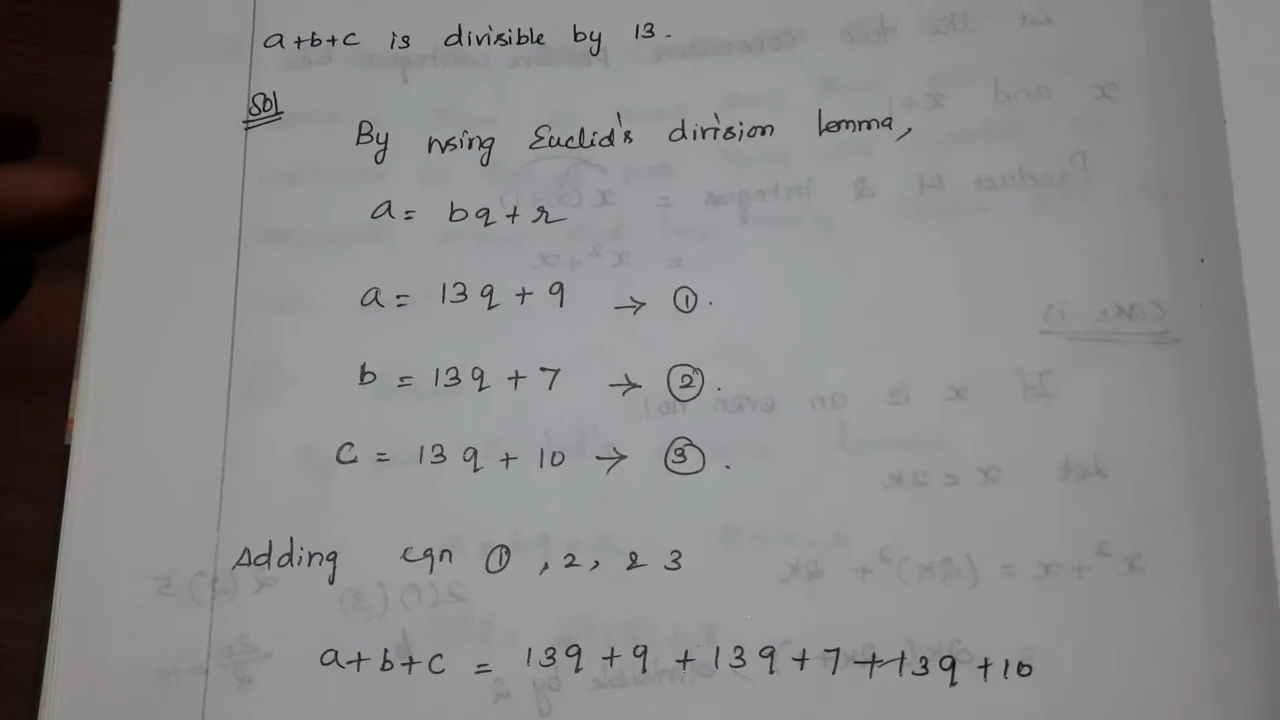 a+b+c is divisible by 13.
Sol
By using Euclid's division lemma,
a = bq + r
a = 13q + 9 → ①.
b = 13q + 7 → ②.
c = 13q + 10 → ③.
Adding eqn ①, 2, & 3
a+b+c = 13q + 9 + 13q + 7 + 13q + 10